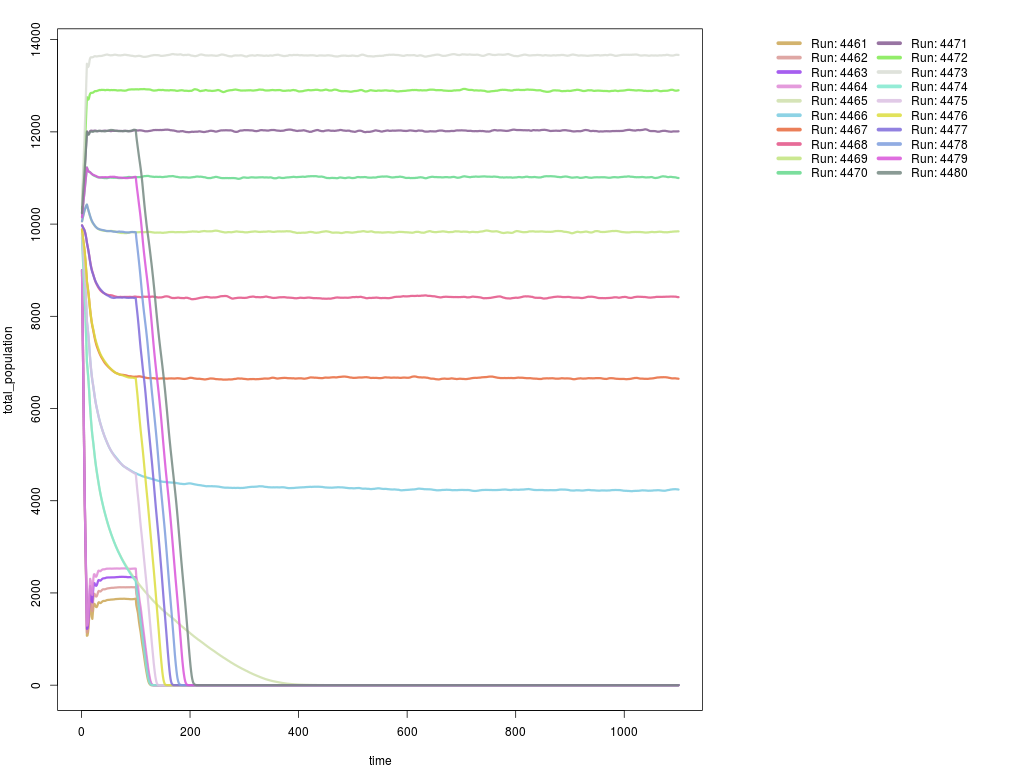 14000
12000
10000
8000
6000
4000
2000
0
total_population
0 200 400 600 800 1000
time
Run: 4461 Run: 4471
Run: 4462 Run: 4472
Run: 4463 Run: 4473
Run: 4464 Run: 4474
Run: 4465 Run: 4475
Run: 4466 Run: 4476
Run: 4467 Run: 4477
Run: 4468 Run: 4478
Run: 4469 Run: 4479
Run: 4470 Run: 4480